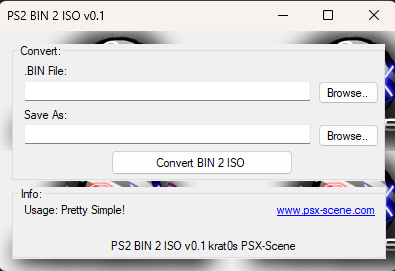 PS2 BIN 2 ISO v0.1
Convert:
.BIN File:
Browse..
Save As:
Browse..
Convert BIN 2 ISO
Info:
Usage: Pretty Simple!
www.psx-scene.com
PS2 BIN 2 ISO v0.1 krat0s PSX-Scene